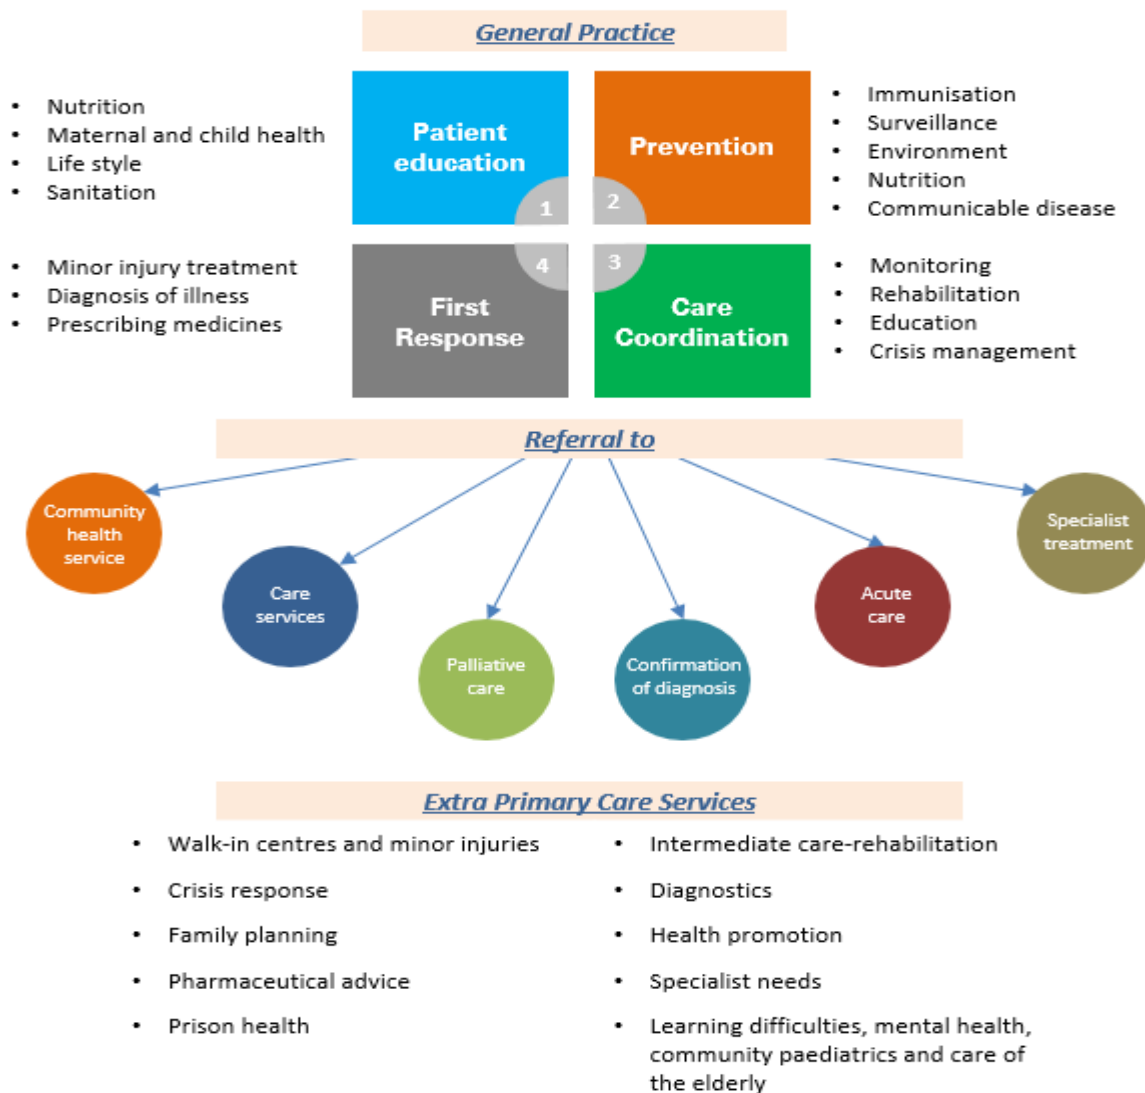 General Practice
• Nutrition
• Maternal and child health
• Life style
• Sanitation
Patient
education
1
Prevention
2
• Immunisation
• Surveillance
• Environment
• Nutrition
• Communicable disease
• Minor injury treatment
• Diagnosis of illness
• Prescribing medicines
4
First
Response
3
Care
Coordination
• Monitoring
• Rehabilitation
• Education
• Crisis management
Referral to
Community
health
service
Care
services
Palliative
care
Confirmation
of diagnosis
Acute
care
Specialist
treatment
Extra Primary Care Services
• Walk-in centres and minor injuries
• Crisis response
• Family planning
• Pharmaceutical advice
• Prison health
• Intermediate care-rehabilitation
• Diagnostics
• Health promotion
• Specialist needs
• Learning difficulties, mental health,
community paediatrics and care of
the elderly